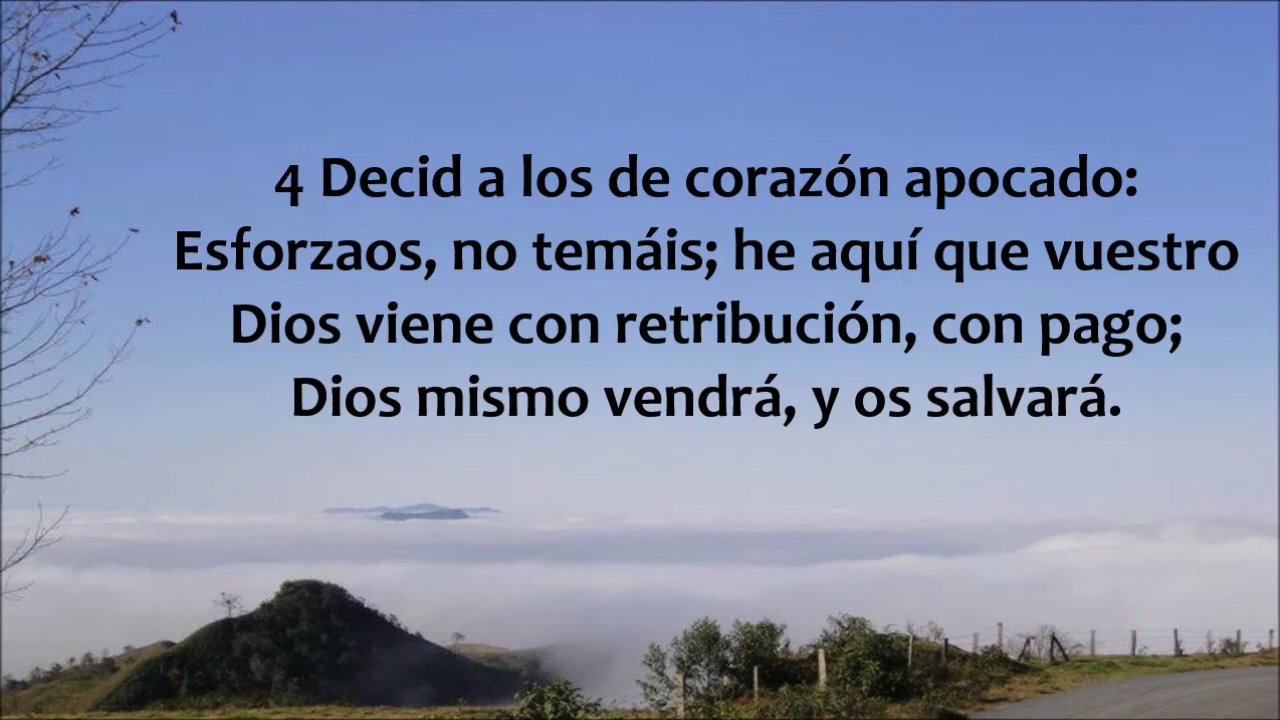 4 Decid a los de corazón apocado:
Esforzaos, no temáis; he aquí que vuestro
Dios viene con retribución, con pago;
Dios mismo vendrá, y os salvará.